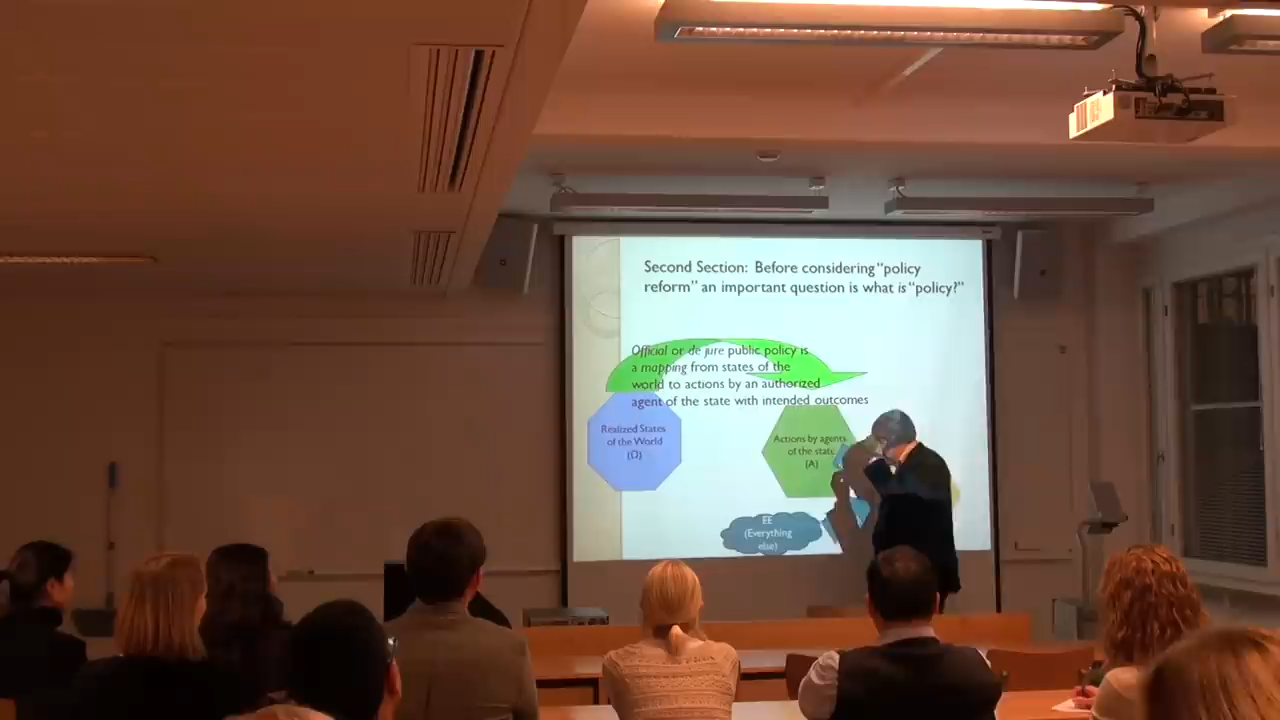 Second Section: Before considering “policy
reform” an important question is what is “policy?”
Official or de jure public policy is
a mapping from states of the
world to actions by an authorized
agent of the state with intended outcomes
Realized States
of the World
(Ω)
Actions by agents
of the state
(A)
EE
(Everything
else)